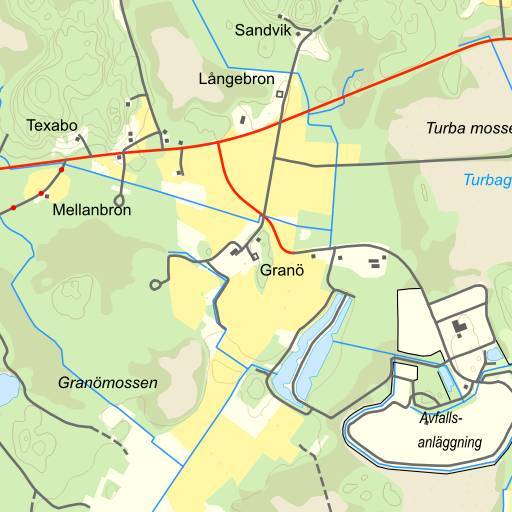 Sandvik
Långebron
Texabo
Turba mosse
Turbag
Mellanbron
Granö
Granömossen
Avfalls-
anläggning